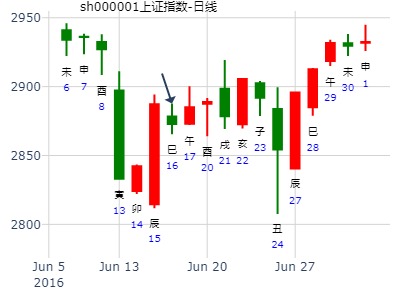 sh000001上证指数-日线
2950
2900
2850
2800
未
6
申
7
酉
8
寅
13
卯
14
辰
15
巳
16
午
17
酉
20
戌
21
亥
22
子
23
丑
24
辰
27
巳
28
午
29
未
30
申
1
Jun 5
2016
Jun 13
Jun 20
Jun 27